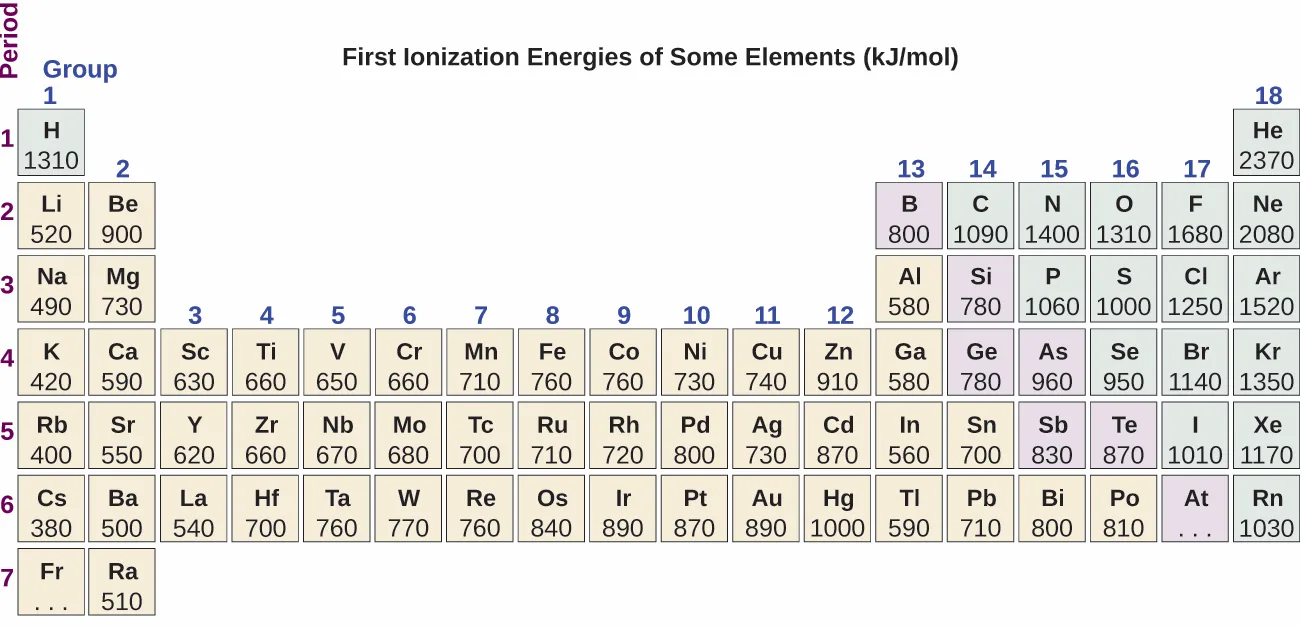 Period
First Ionization Energies of Some Elements (kJ/mol)
Group
1 18
1 H He
1310 2370
2 13 14 15 16 17
2 Li Be B C N O F Ne
520 900 800 1090 1400 1310 1680 2080
3 Na Mg Al Si P S Cl Ar
490 730 580 780 1060 1000 1250 1520
3 4 5 6 7 8 9 10 11 12
4 K Ca Sc Ti V Cr Mn Fe Co Ni Cu Zn Ga Ge As Se Br Kr
420 590 630 660 650 660 710 760 760 730 740 910 580 780 960 950 1140 1350
5 Rb Sr Y Zr Nb Mo Tc Ru Rh Pd Ag Cd In Sn Sb Te I Xe
400 550 620 660 670 680 700 710 720 800 730 870 560 700 830 870 1010 1170
6 Cs Ba La Hf Ta W Re Os Ir Pt Au Hg Tl Pb Bi Po At Rn
380 500 540 700 760 770 760 840 890 870 890 1000 590 710 800 810 . . . 1030
7 Fr Ra
. . . 510